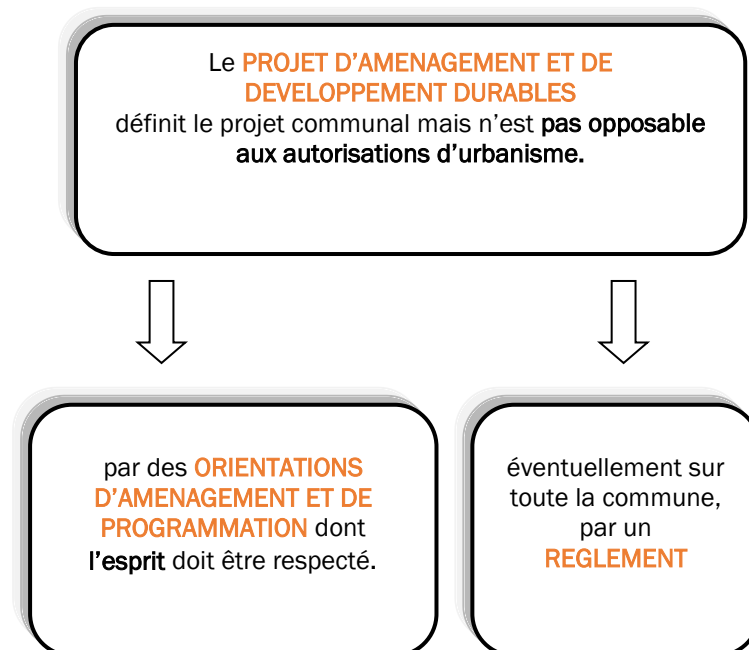 Le PROJET D’AMENAGEMENT ET DE
DEVELOPPEMENT DURABLES
définit le projet communal mais n’est pas opposable
aux autorisations d’urbanisme.
par des ORIENTATIONS
D’AMENAGEMENT ET DE
PROGRAMMATION dont
l’esprit doit être respecté.
éventuellement sur
toute la commune,
par un
REGLEMENT